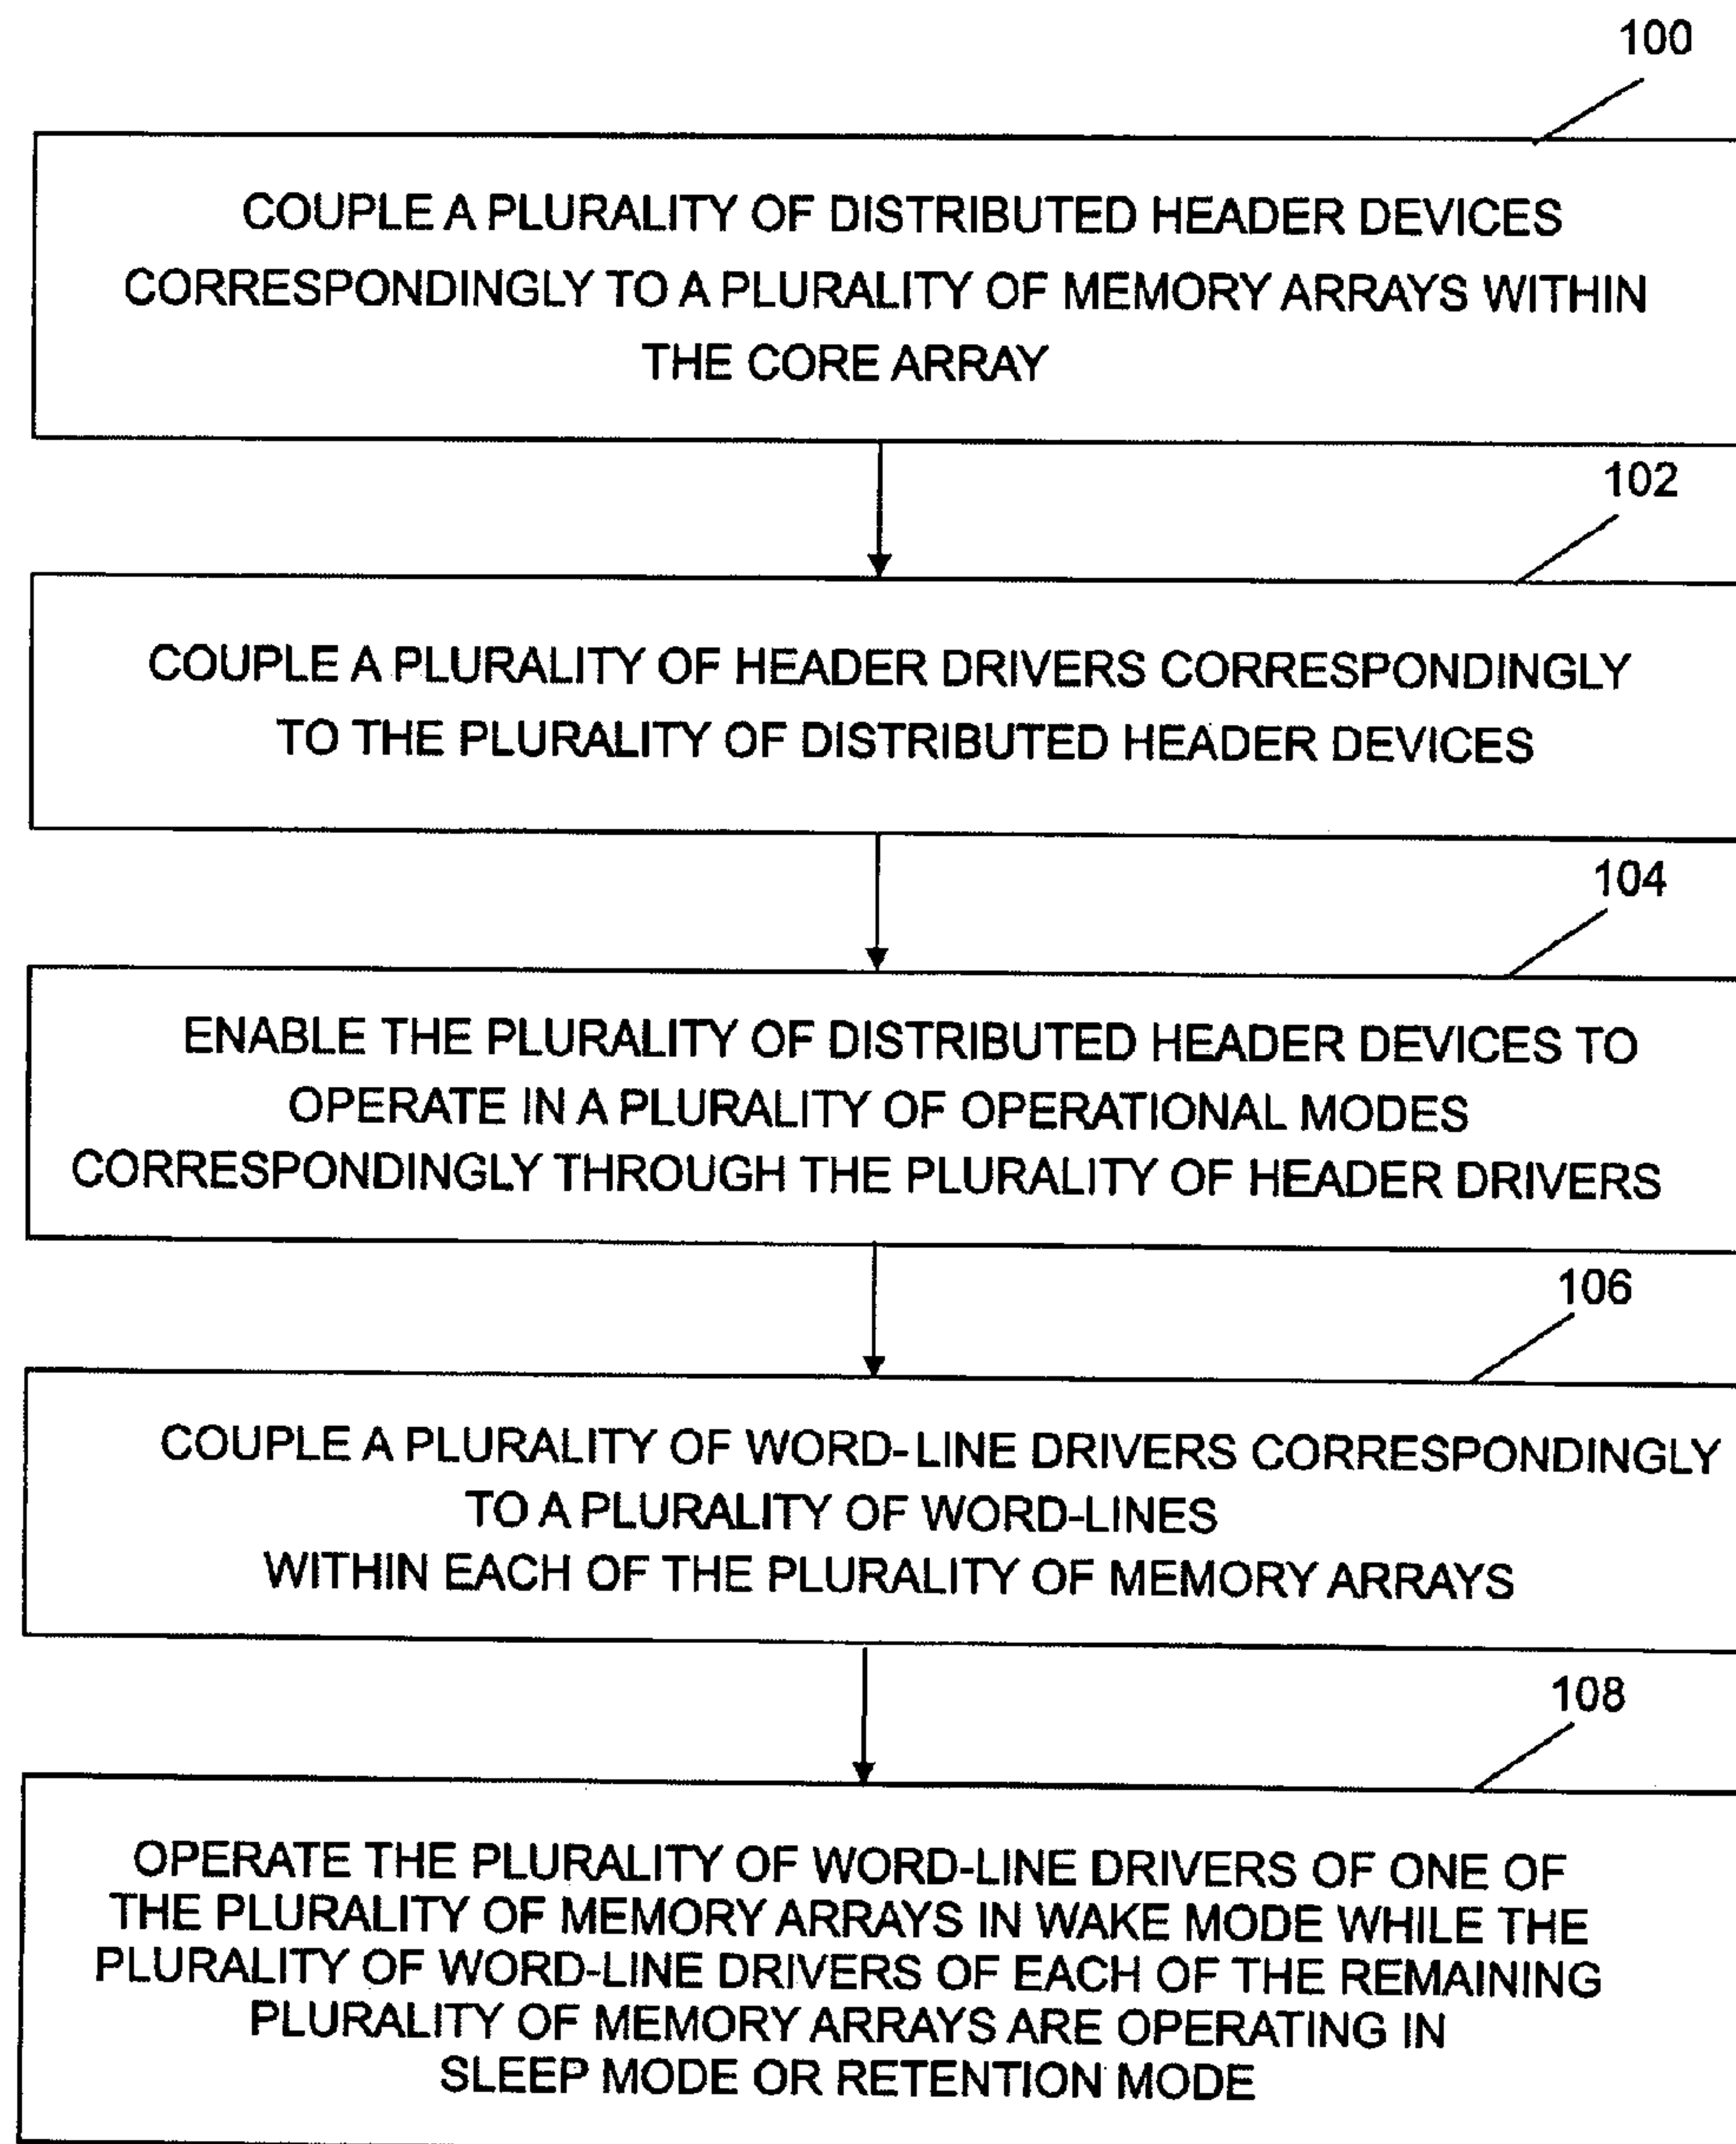 100
COUPLE A PLURALITY OF DISTRIBUTED HEADER DEVICES
CORRESPONDINGLY TO A PLURALITY OF MEMORY ARRAYS WITHIN
THE CORE ARRAY
102
COUPLE A PLURALITY OF HEADER DRIVERS CORRESPONDINGLY
TO THE PLURALITY OF DISTRIBUTED HEADER DEVICES
104
ENABLE THE PLURALITY OF DISTRIBUTED HEADER DEVICES TO
OPERATE IN A PLURALITY OF OPERATIONAL MODES
CORRESPONDINGLY THROUGH THE PLURALITY OF HEADER DRIVERS
106
COUPLE A PLURALITY OF WORD-LINE DRIVERS CORRESPONDINGLY
TO A PLURALITY OF WORD-LINES
WITHIN EACH OF THE PLURALITY OF MEMORY ARRAYS
108
OPERATE THE PLURALITY OF WORD-LINE DRIVERS OF ONE OF
THE PLURALITY OF MEMORY ARRAYS IN WAKE MODE WHILE THE
PLURALITY OF WORD-LINE DRIVERS OF EACH OF THE REMAINING
PLURALITY OF MEMORY ARRAYS ARE OPERATING IN
SLEEP MODE OR RETENTION MODE